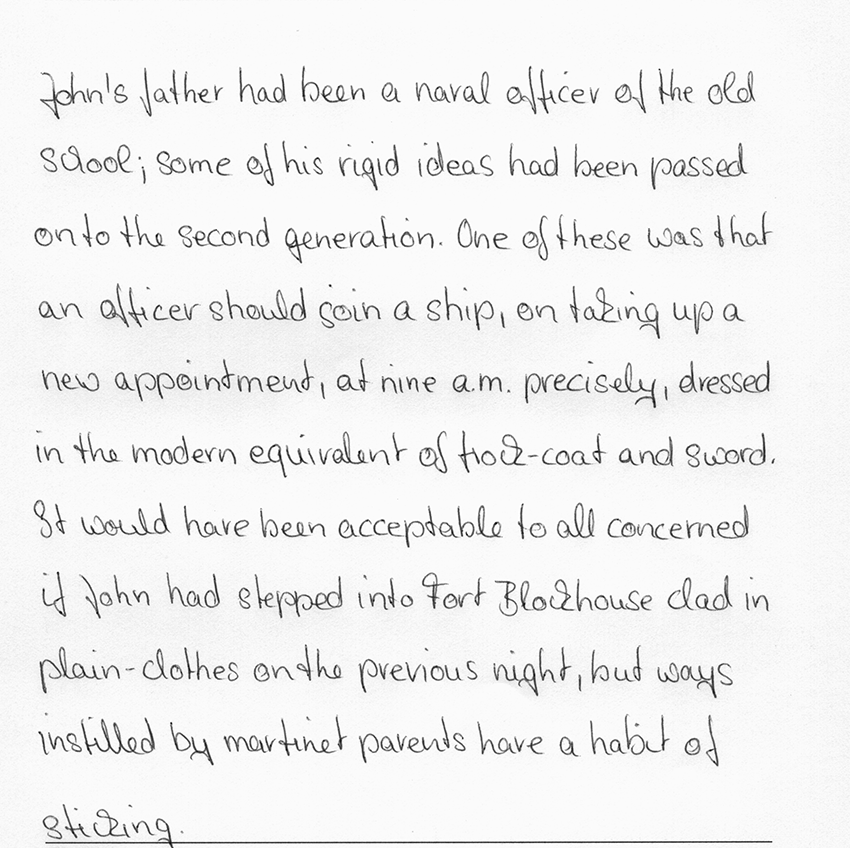 John's father had been a naval officer of the old
school; some of his rigid ideas had been passed
onto the second generation. One of these was that
an officer should join a ship, on taking up a
new appointment, at nine a.m. precisely, dressed
in the modern equivalent of frock-coat and sword.
It would have been acceptable to all concerned
if John had stepped into Fort Blockhouse clad in
plain-clothes on the previous night, but ways
instilled by martinet parents have a habit of
sticking.